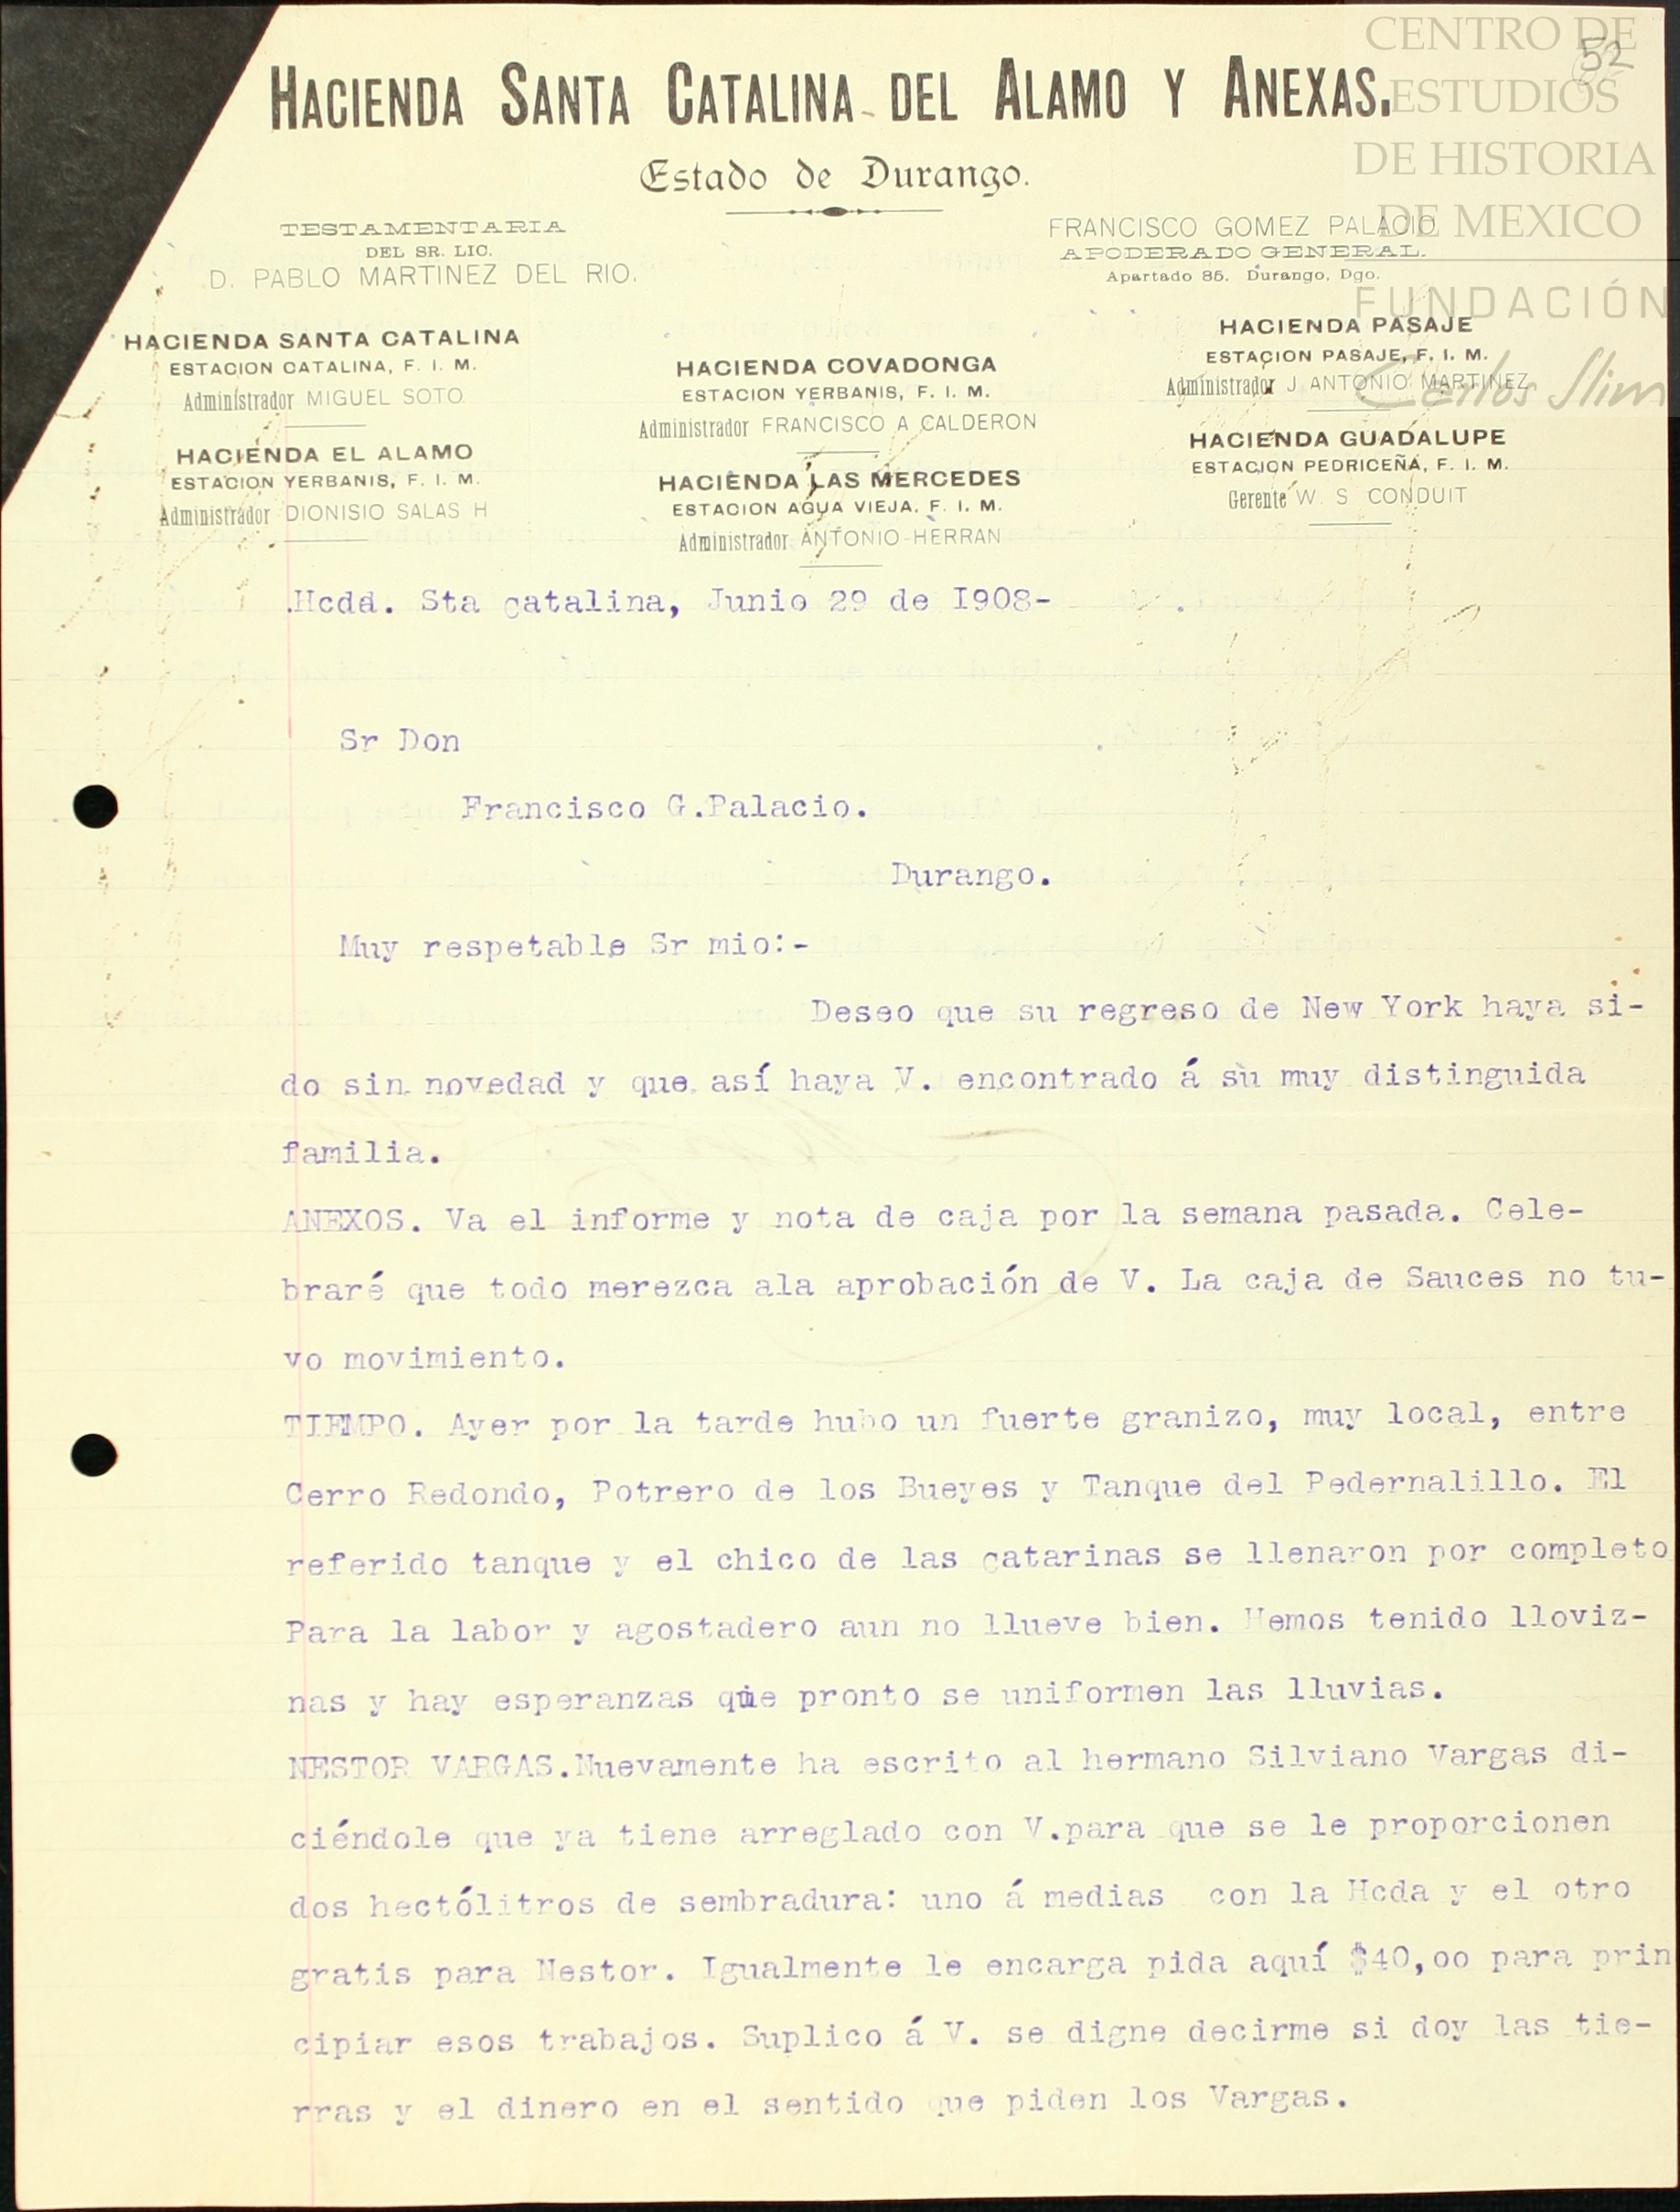 CENTRO DE
ESTUDIOS
DE HISTORIA
DE MEXICO
FUNDACIÓN
Carlos Slim
52
HACIENDA SANTA CATALINA DEL ALAMO Y ANEXAS.
Estado de Durango.
TESTAMENTARIA
DEL SR. LIC.
D. PABLO MARTINEZ DEL RIO.
FRANCISCO GOMEZ PALACIO
APODERADO GENERAL.
Apartado 85. Durango, Dgo.
HACIENDA SANTA CATALINA
ESTACION CATALINA, F. I. M.
Administrador MIGUEL SOTO
HACIENDA EL ALAMO
ESTACION YERBANIS, F. I. M.
Administrador DIONISIO SALAS H
HACIENDA COVADONGA
ESTACION YERBANIS, F. I. M.
Administrador FRANCISCO A CALDERON
HACIENDA LAS MERCEDES
ESTACION AGUA VIEJA. F. I. M.
Administrador ANTONIO HERRAN
HACIENDA PASAJE
ESTACION PASAJE, F. I. M.
Administrador J. ANTONIO MARTINEZ
HACIENDA GUADALUPE
ESTACION PEDRICEÑA, F. I. M.
Gerente W. S. CONDUIT
.Hcda. Sta catalina, Junio 29 de I908-
Sr Don
Francisco G.Palacio.
Durango.
Muy respetable Sr mio:-
Deseo que su regreso de New York haya si-
do sin novedad y que así haya V. encontrado á su muy distinguida
familia.
ANEXOS. Va el informe y nota de caja por la semana pasada. Cele-
braré que todo merezca ala aprobación de V. La caja de Sauces no tu-
vo movimiento.
TIEMPO. Ayer por la tarde hubo un fuerte granizo, muy local, entre
Cerro Redondo, Potrero de los Bueyes y Tanque del Pedernalillo. El
referido tanque y el chico de las catarinas se llenaron por completo
Para la labor y agostadero aun no llueve bien. Hemos tenido lloviz-
nas y hay esperanzas que pronto se uniformen las lluvias.
NESTOR VARGAS.Nuevamente ha escrito al hermano Silviano Vargas di-
ciéndole que ya tiene arreglado con V.para que se le proporcionen
dos hectólitros de sembradura: uno á medias con la Hcda y el otro
gratis para Nestor. Igualmente le encarga pida aquí $40,oo para prin
cipiar esos trabajos. Suplico á V. se digne decirme si doy las tie-
rras y el dinero en el sentido que piden los Vargas.